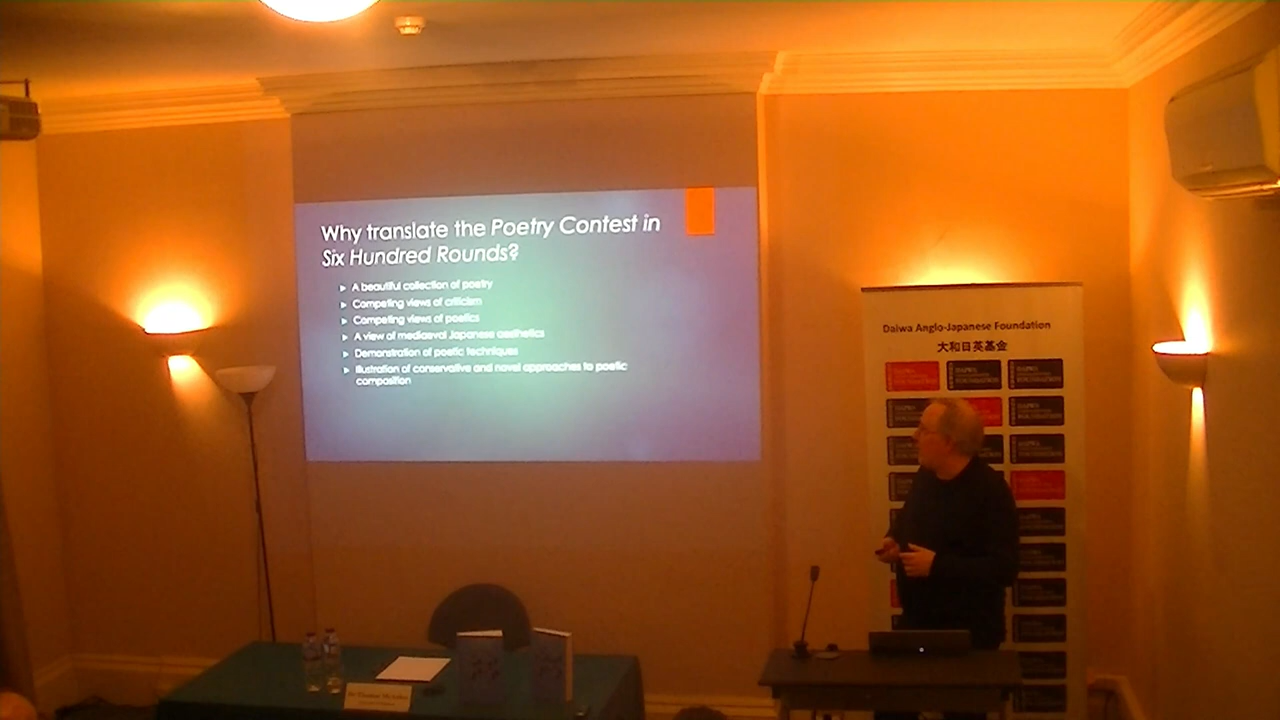 Why translate the Poetry Contest in
Six Hundred Rounds?
A beautiful collection of poetry
Competing views of criticism
Competing views of poetics
A view of mediaeval Japanese aesthetics
Demonstration of poetic techniques
Illustration of conservative and novel approaches to poetic
composition
Daiwa Anglo-Japanese Foundation
大和日英基金